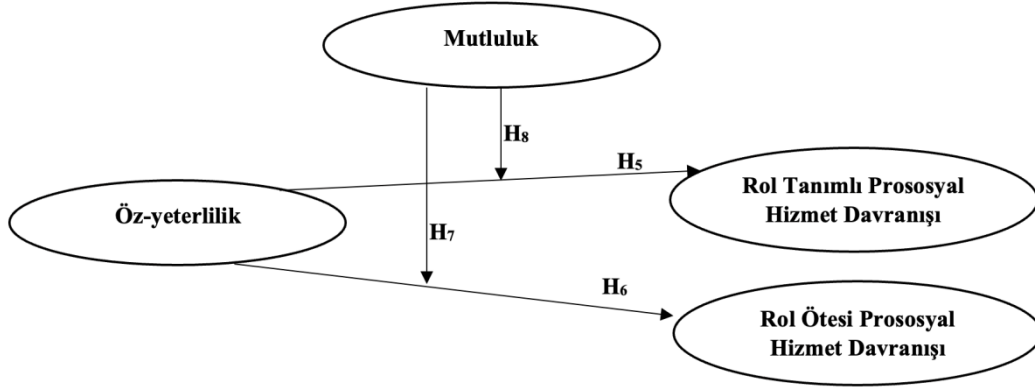 Mutluluk
H8
H5
Rol Tanımlı Prososyal
Hizmet Davranışı
Öz-yeterlilik
H7
H6
Rol Ötesi Prososyal
Hizmet Davranışı